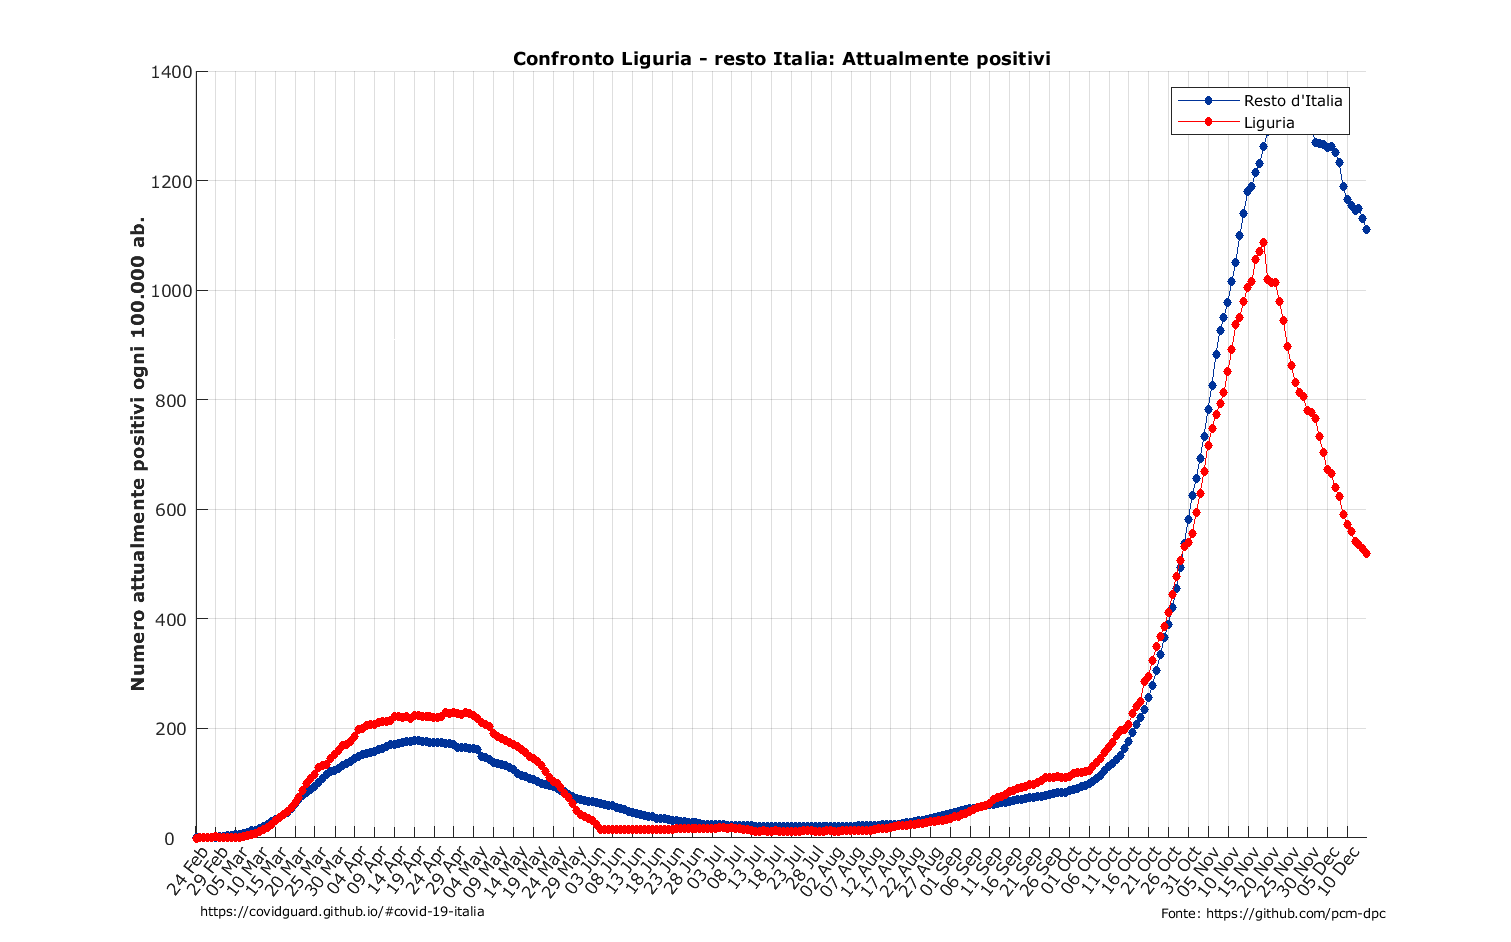 Confronto Liguria - resto Italia: Attualmente positivi
Resto d'Italia
Liguria
Numero attualmente positivi ogni 100.000 ab.
1400
1200
1000
800
600
400
200
0
24 Feb
29 Feb
05 Mar
10 Mar
15 Mar
20 Mar
25 Mar
30 Mar
04 Apr
09 Apr
14 Apr
19 Apr
24 Apr
29 Apr
04 May
09 May
14 May
19 May
24 May
29 May
03 Jun
08 Jun
13 Jun
18 Jun
23 Jun
28 Jun
03 Jul
08 Jul
13 Jul
18 Jul
23 Jul
28 Jul
02 Aug
07 Aug
12 Aug
17 Aug
22 Aug
27 Aug
01 Sep
06 Sep
11 Sep
16 Sep
21 Sep
26 Sep
01 Oct
06 Oct
11 Oct
16 Oct
21 Oct
26 Oct
31 Oct
05 Nov
10 Nov
15 Nov
20 Nov
25 Nov
30 Nov
05 Dec
10 Dec
https://covidguard.github.io/#covid-19-italia
Fonte: https://github.com/pcm-dpc